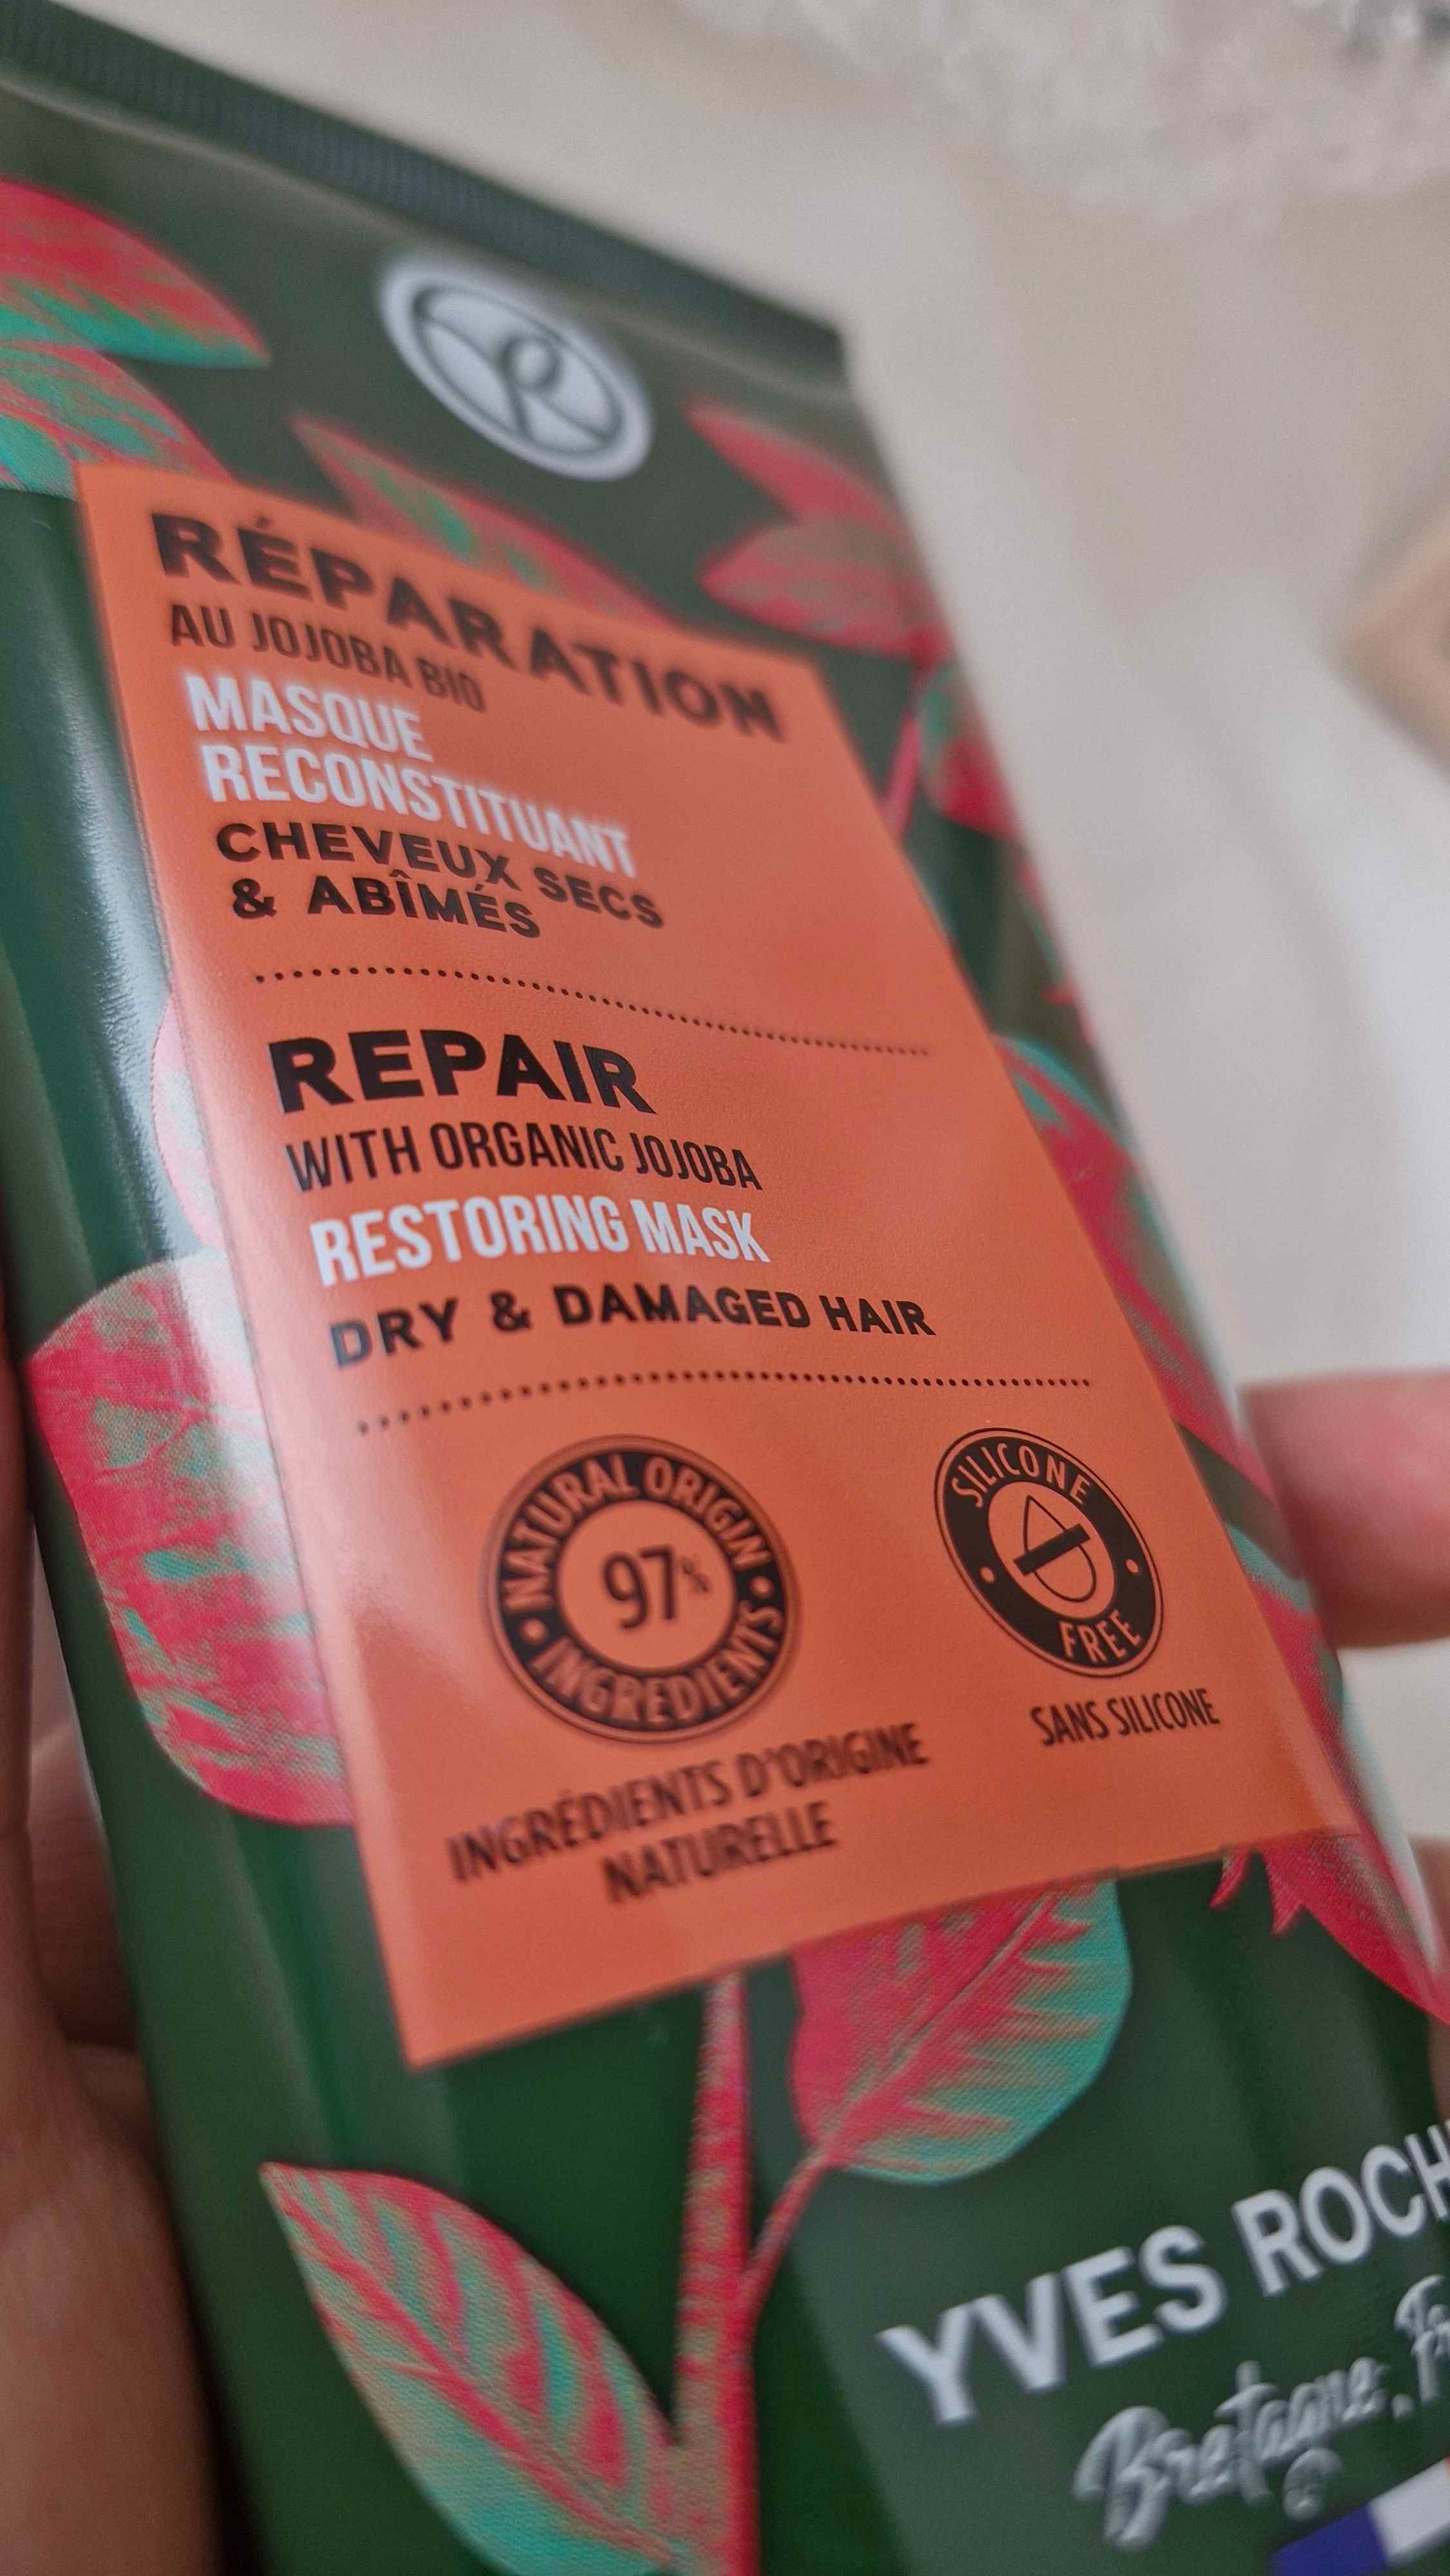 RÉPARATION
AU JOJOBA BIO
MASQUE
RECONSTITUANT
CHEVEUX SECS
& ABÎMÉS
REPAIR
WITH ORGANIC JOJOBA
RESTORING MASK
DRY & DAMAGED HAIR
NATURAL ORIGIN
97%
INGREDIENTS
INGRÉDIENTS D'ORIGINE
NATURELLE
SILICONE
FREE
SANS SILICONE
YVES ROCH
Bretagne,